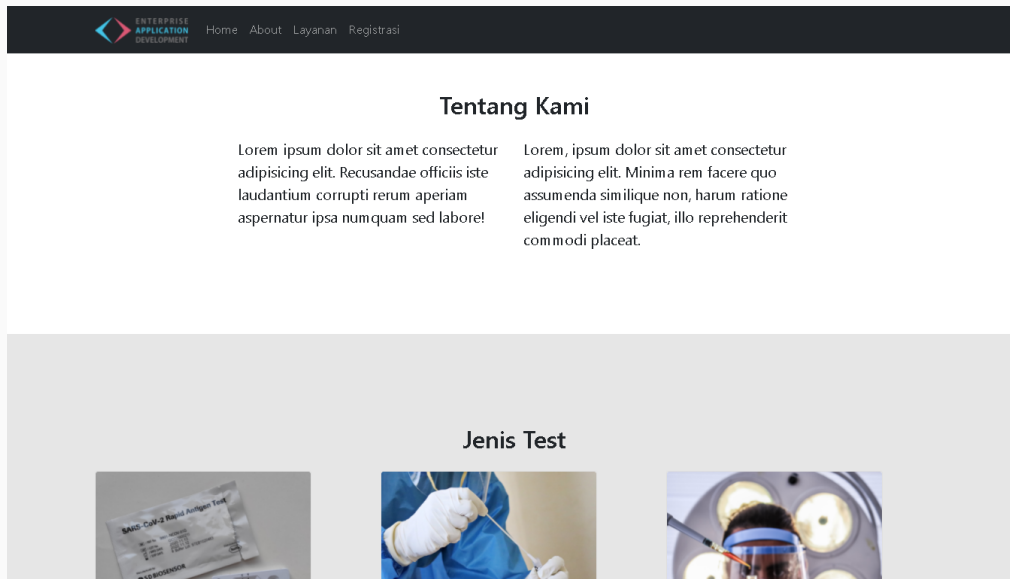 ENTERPRISE
APPLICATION
DEVELOPMENT
Home About Layanan Registrasi
Tentang Kami
Lorem ipsum dolor sit amet consectetur
adipisicing elit. Recusandae officiis iste
laudantium corrupti rerum aperiam
aspernatur ipsa numquam sed labore!
Lorem, ipsum dolor sit amet consectetur
adipisicing elit. Minima rem facere quo
assumenda similique non, harum ratione
eligendi vel iste fugiat, illo reprehenderit
commodi placeat.
Jenis Test
SARS-CoV-2 Rapid Antigen Test
SD BIOSENSOR